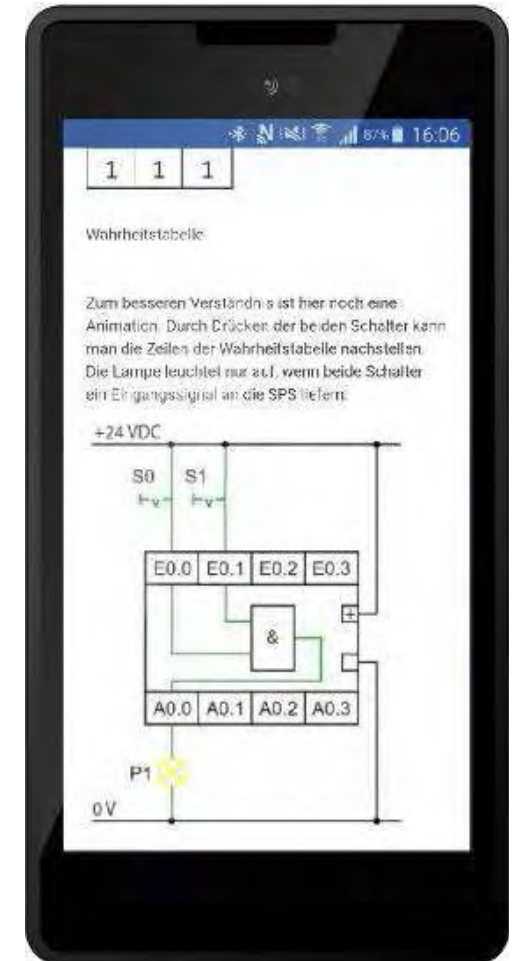 87% 16:06
1 1 1
Wahrheitstabelle
Zum besseren Verständnis ist hier noch eine
Animation. Durch Drücken der beiden Schalter kann
man die Zeilen der Wahrheitstabelle nachstellen.
Die Lampe leuchtet nur auf, wenn beide Schalter
ein Eingangssignal an die SPS liefern.
+24 VDC
S0 S1
E0.0 E0.1 E0.2 E0.3
+
&
A0.0 A0.1 A0.2 A0.3
P1
0V